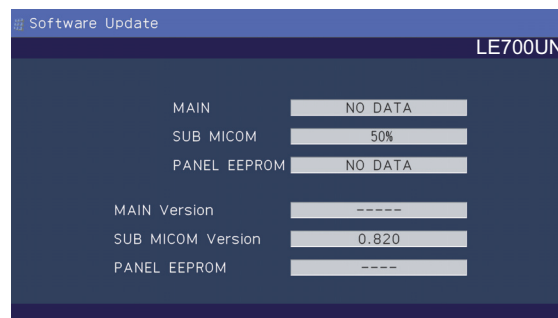 Software Update
LE700UN
MAIN NO DATA
SUB MICOM 50%
PANEL EEPROM NO DATA
MAIN Version -----
SUB MICOM Version 0.820
PANEL EEPROM ----